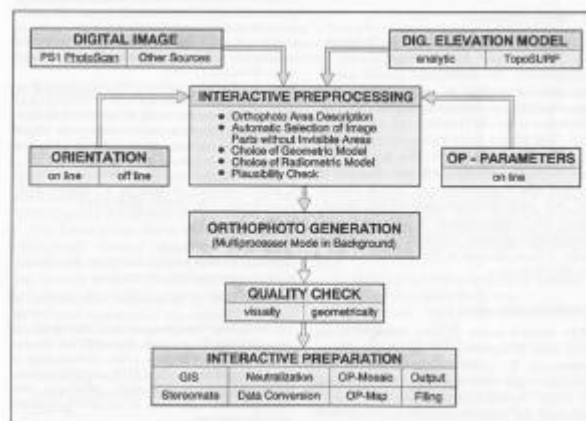 DIGITAL IMAGE
PS1 PhotoScan Other Sources
DIG. ELEVATION MODEL
analytic TopoSURF
INTERACTIVE PREPROCESSING
● Orthophoto Area Description
● Automatic Selection of Image
Parts without Invisible Areas
● Choice of Geometric Model
● Choice of Radiometric Model
● Plausibility Check
ORIENTATION
on line off line
OP - PARAMETERS
on line
ORTHOPHOTO GENERATION
(Multiprocessor Mode in Background)
QUALITY CHECK
visually geometrically
INTERACTIVE PREPARATION
GIS Neutralization OP-Mosaic Output
Stereomate Data Conversion OP-Map Filing